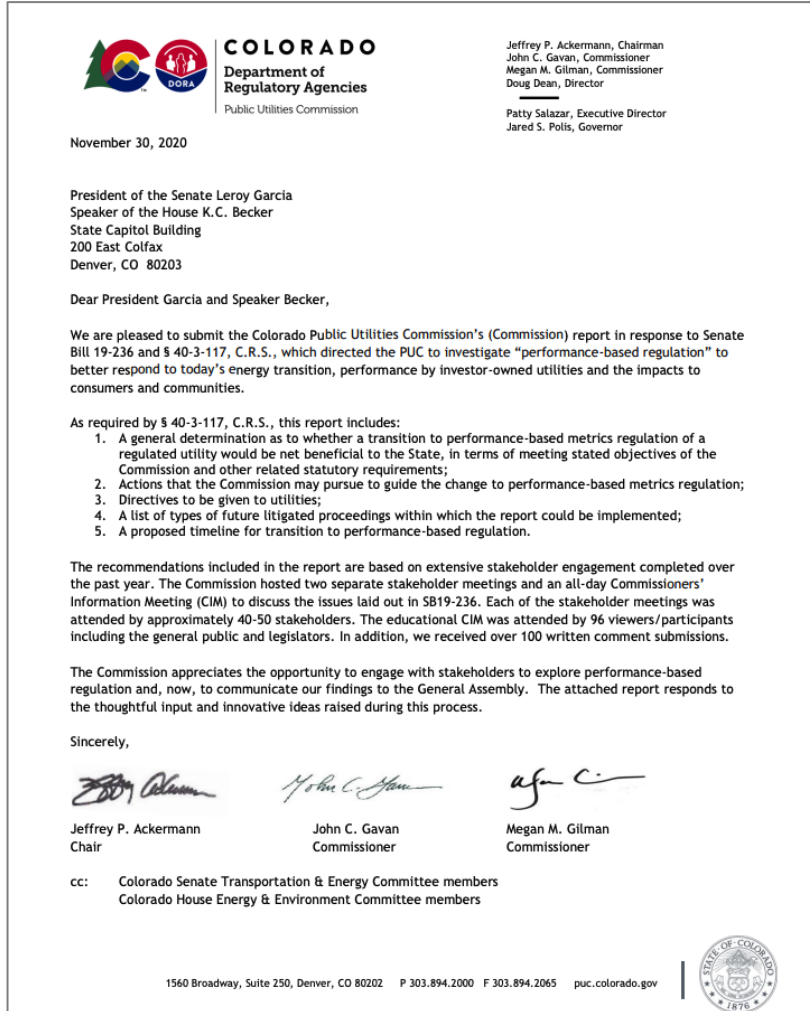 COLORADO
Department of
Regulatory Agencies
Public Utilities Commission
DORA
TM
Jeffrey P. Ackermann, Chairman
John C. Gavan, Commissioner
Megan M. Gilman, Commissioner
Doug Dean, Director
Patty Salazar, Executive Director
Jared S. Polis, Governor
November 30, 2020
President of the Senate Leroy Garcia
Speaker of the House K.C. Becker
State Capitol Building
200 East Colfax
Denver, CO 80203
Dear President Garcia and Speaker Becker,
We are pleased to submit the Colorado Public Utilities Commission's (Commission) report in response to Senate
Bill 19-236 and § 40-3-117, C.R.S., which directed the PUC to investigate “performance-based regulation” to
better respond to today's energy transition, performance by investor-owned utilities and the impacts to
consumers and communities.
As required by § 40-3-117, C.R.S., this report includes:
1. A general determination as to whether a transition to performance-based metrics regulation of a
regulated utility would be net beneficial to the State, in terms of meeting stated objectives of the
Commission and other related statutory requirements;
2. Actions that the Commission may pursue to guide the change to performance-based metrics regulation;
3. Directives to be given to utilities;
4. A list of types of future litigated proceedings within which the report could be implemented;
5. A proposed timeline for transition to performance-based regulation.
The recommendations included in the report are based on extensive stakeholder engagement completed over
the past year. The Commission hosted two separate stakeholder meetings and an all-day Commissioners'
Information Meeting (CIM) to discuss the issues laid out in SB19-236. Each of the stakeholder meetings was
attended by approximately 40-50 stakeholders. The educational CIM was attended by 96 viewers/participants
including the general public and legislators. In addition, we received over 100 written comment submissions.
The Commission appreciates the opportunity to engage with stakeholders to explore performance-based
regulation and, now, to communicate our findings to the General Assembly. The attached report responds to
the thoughtful input and innovative ideas raised during this process.
Sincerely,
Jeffrey P. Ackermann
Chair
John C. Gavan
Commissioner
Megan M. Gilman
Commissioner
cc: Colorado Senate Transportation & Energy Committee members
Colorado House Energy & Environment Committee members
1560 Broadway, Suite 250, Denver, CO 80202 P 303.894.2000 F 303.894.2065 puc.colorado.gov
STATE OF COLORADO
1876